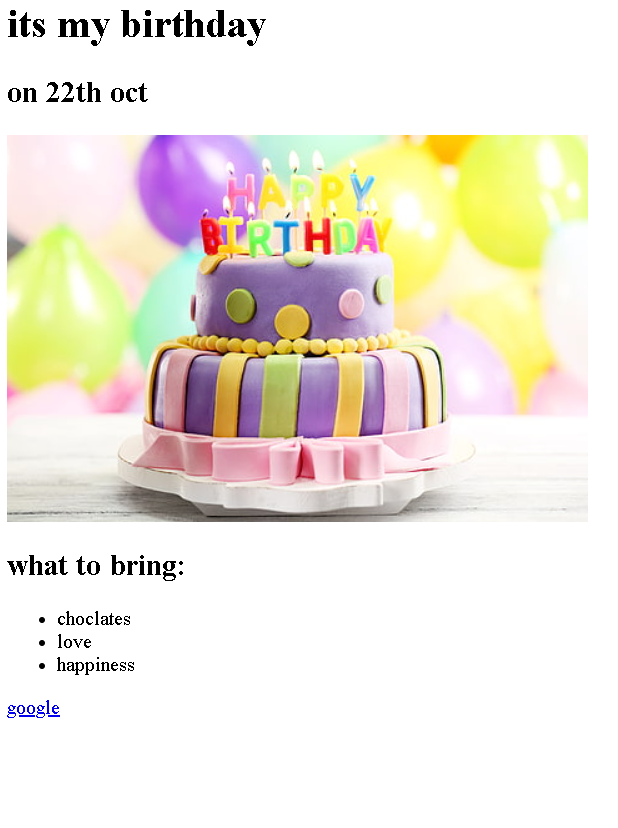 its my birthday
on 22th oct
HAPPY
BIRTHDAY
what to bring:
choclates
love
happiness
google